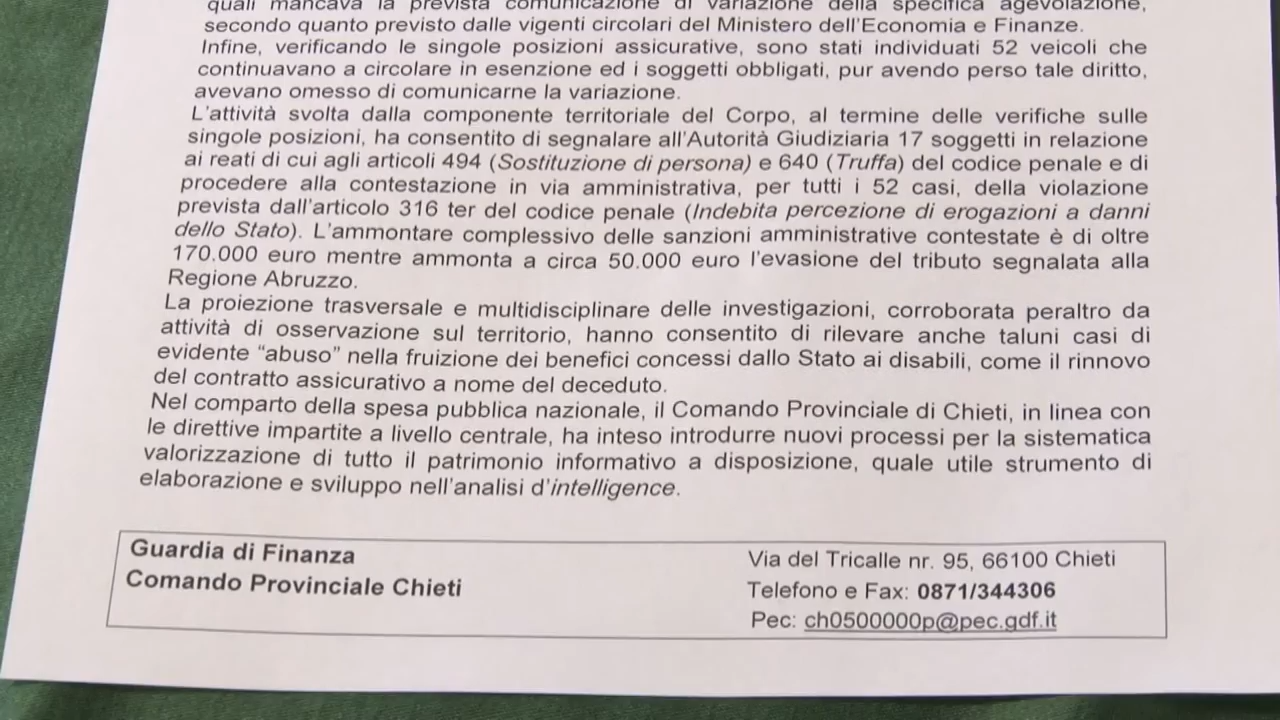 quali mancava la prevista comunicazione di variazione della specifica agevolazione,
secondo quanto previsto dalle vigenti circolari del Ministero dell'Economia e Finanze.
Infine, verificando le singole posizioni assicurative, sono stati individuati 52 veicoli che
continuavano a circolare in esenzione ed i soggetti obbligati, pur avendo perso tale diritto,
avevano omesso di comunicarne la variazione.
L'attività svolta dalla componente territoriale del Corpo, al termine delle verifiche sulle
singole posizioni, ha consentito di segnalare all'Autorità Giudiziaria 17 soggetti in relazione
ai reati di cui agli articoli 494 (Sostituzione di persona) e 640 (Truffa) del codice penale e di
procedere alla contestazione in via amministrativa, per tutti i 52 casi, della violazione
prevista dall'articolo 316 ter del codice penale (Indebita percezione di erogazioni a danni
dello Stato). L'ammontare complessivo delle sanzioni amministrative contestate è di oltre
170.000 euro mentre ammonta a circa 50.000 euro l'evasione del tributo segnalata alla
Regione Abruzzo.
La proiezione trasversale e multidisciplinare delle investigazioni, corroborata peraltro da
attività di osservazione sul territorio, hanno consentito di rilevare anche taluni casi di
evidente “abuso” nella fruizione dei benefici concessi dallo Stato ai disabili, come il rinnovo
del contratto assicurativo a nome del deceduto.
Nel comparto della spesa pubblica nazionale, il Comando Provinciale di Chieti, in linea con
le direttive impartite a livello centrale, ha inteso introdurre nuovi processi per la sistematica
valorizzazione di tutto il patrimonio informativo a disposizione, quale utile strumento di
elaborazione e sviluppo nell'analisi d'intelligence.
Guardia di Finanza
Comando Provinciale Chieti
Via del Tricalle nr. 95, 66100 Chieti
Telefono e Fax: 0871/344306
Pec: ch0500000p@pec.gdf.it